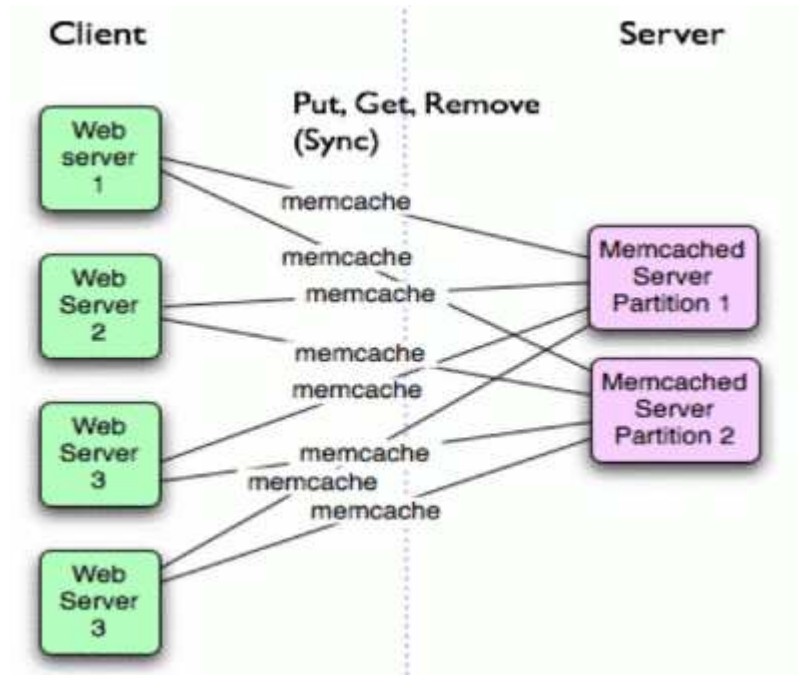 Client
Server
Put, Get, Remove
(Sync)
Web
server
1
memcache
Memcached
Server
Partition 1
memcache
Web
Server
2
memcache
memcache
Memcached
Server
Partition 2
memcache
Web
Server
3
memcache
memcache
memcache
Web
Server
3